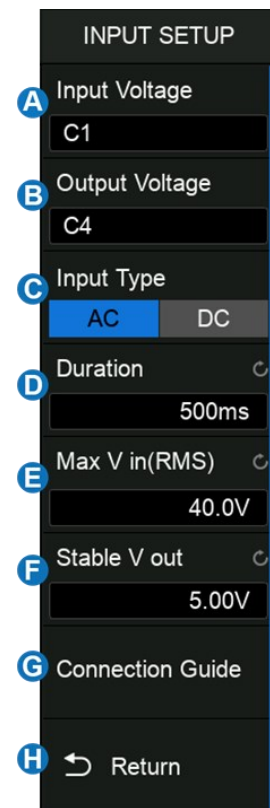 INPUT SETUP
A
Input Voltage
C1
B
Output Voltage
C4
C
Input Type
AC DC
D
Duration
500ms
E
Max V in(RMS)
40.0V
F
Stable V out
5.00V
G
Connection Guide
H
Return